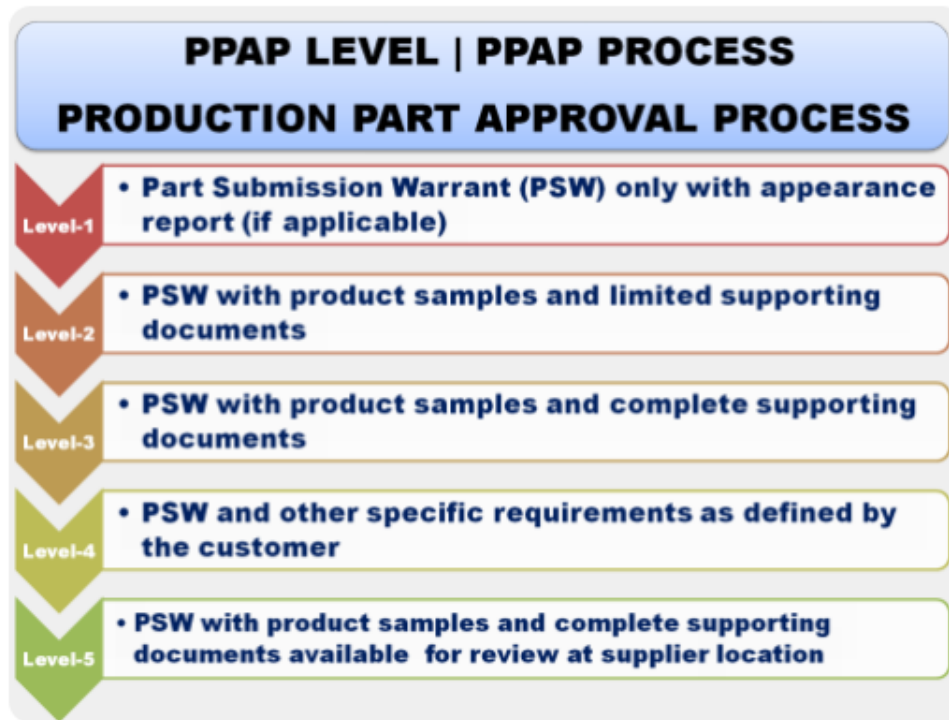 PPAP LEVEL | PPAP PROCESS
PRODUCTION PART APPROVAL PROCESS
Level-1
• Part Submission Warrant (PSW) only with appearance
report (if applicable)
Level-2
• PSW with product samples and limited supporting
documents
Level-3
• PSW with product samples and complete supporting
documents
Level-4
• PSW and other specific requirements as defined by
the customer
Level-5
• PSW with product samples and complete supporting
documents available for review at supplier location